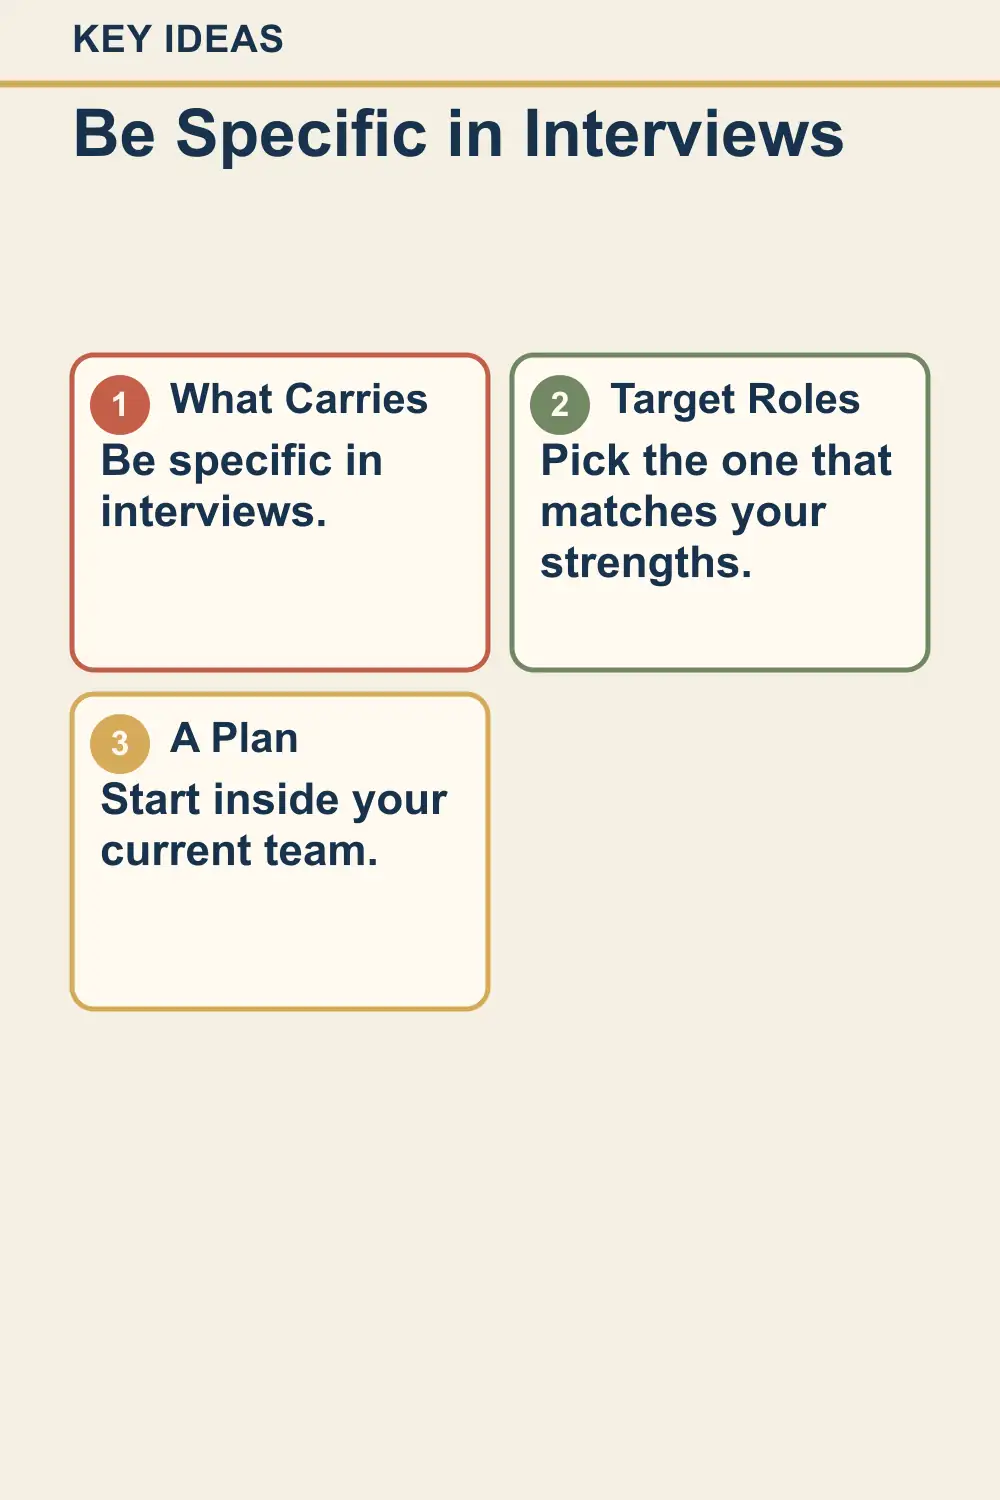 KEY IDEAS
Be Specific in Interviews
1 What Carries
Be specific in
interviews.
2 Target Roles
Pick the one that
matches your
strengths.
3 A Plan
Start inside your
current team.